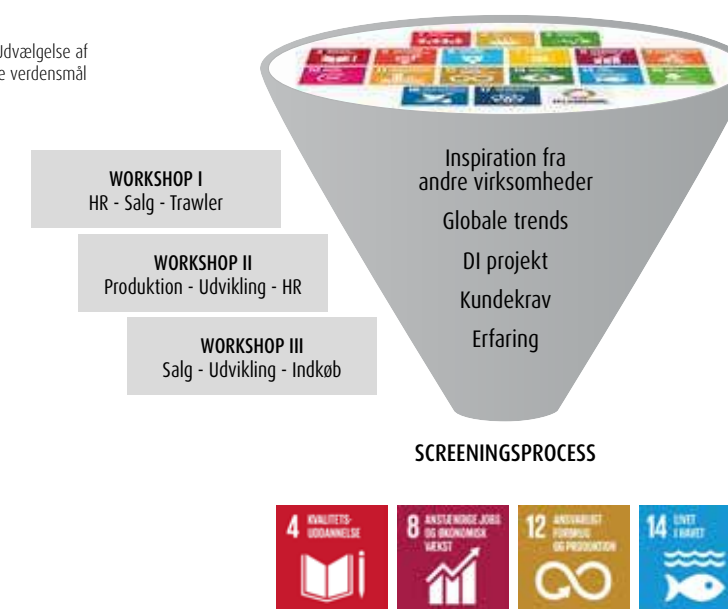 Udvælgelse af
e verdensmål
WORKSHOP I
HR - Salg - Trawler
WORKSHOP II
Produktion - Udvikling - HR
WORKSHOP III
Salg - Udvikling - Indkøb
Inspiration fra
andre virksomheder
Globale trends
DI projekt
Kundekrav
Erfaring
SCREENINGSPROCESS
4 KVALITETS-
UDDANNELSE
8 ANSTÆNDIGE JOBS
OG ØKONOMISK
VÆKST
12 ANSVARLIGT
FORBRUG
OG PRODUKTION
14 LIVET
I HAVET